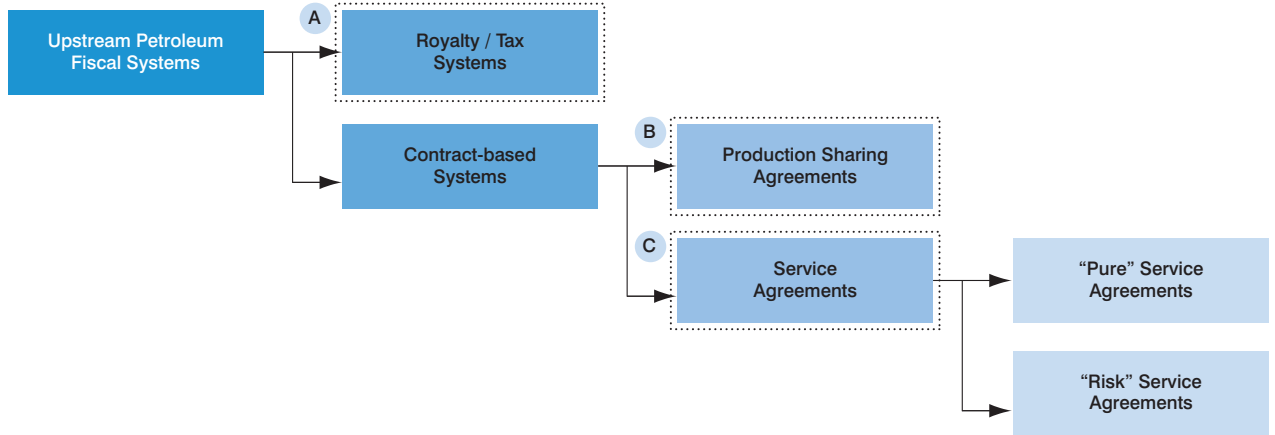 A
Upstream Petroleum
Fiscal Systems
Royalty / Tax
Systems
B
Contract-based
Systems
Production Sharing
Agreements
C
Service
Agreements
“Pure” Service
Agreements
“Risk” Service
Agreements